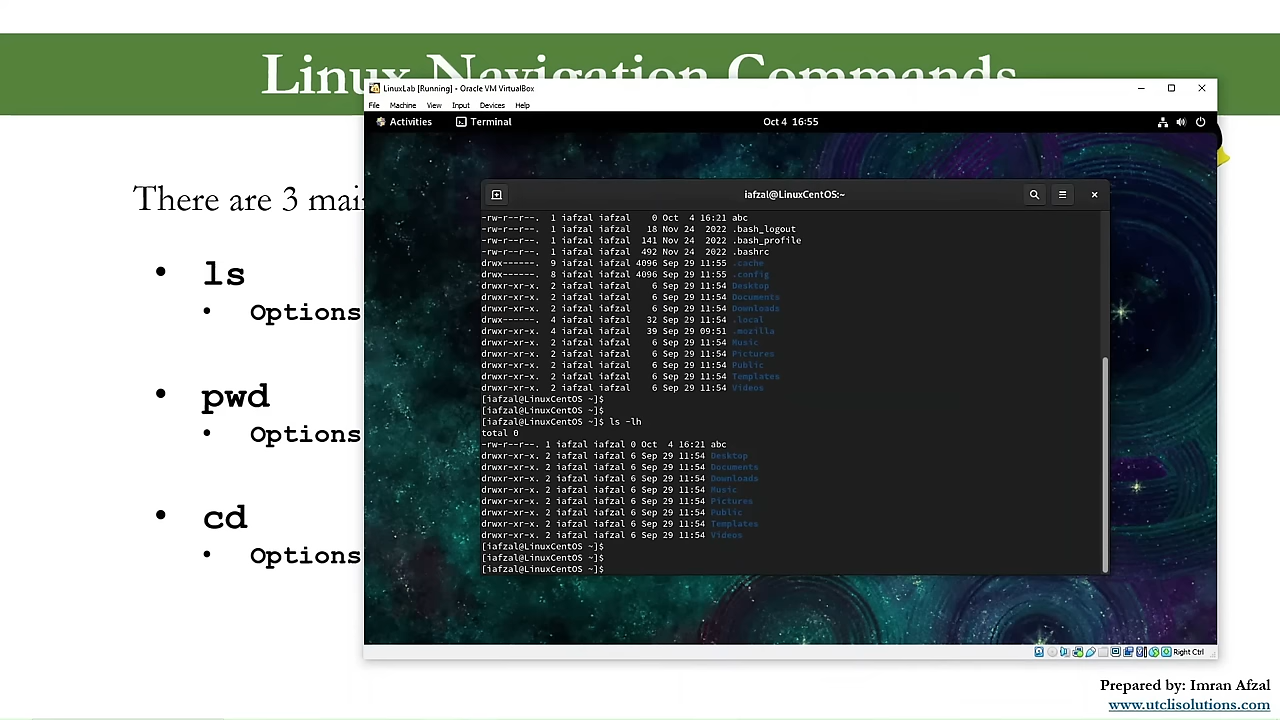 Linux Navigation Commands
LinuxLab [Running] - Oracle VM VirtualBox
File Machine View Input Devices Help
Activities Terminal Oct 4 16:55
There are 3 main
• ls
• Options
• pwd
• Options
• cd
• Options
iafzal@LinuxCentOS:~
-rw-r--r--. 1 iafzal iafzal 0 Oct 4 16:21 abc
-rw-r--r--. 1 iafzal iafzal 18 Nov 24 2022 .bash_logout
-rw-r--r--. 1 iafzal iafzal 141 Nov 24 2022 .bash_profile
-rw-r--r--. 1 iafzal iafzal 492 Nov 24 2022 .bashrc
drwx------. 9 iafzal iafzal 4096 Sep 29 11:55 .cache
drwx------. 8 iafzal iafzal 4096 Sep 29 11:55 .config
drwxr-xr-x. 2 iafzal iafzal 6 Sep 29 11:54 Desktop
drwxr-xr-x. 2 iafzal iafzal 6 Sep 29 11:54 Documents
drwxr-xr-x. 2 iafzal iafzal 6 Sep 29 11:54 Downloads
drwx------. 4 iafzal iafzal 32 Sep 29 11:54 .local
drwxr-xr-x. 4 iafzal iafzal 39 Sep 29 09:51 .mozilla
drwxr-xr-x. 2 iafzal iafzal 6 Sep 29 11:54 Music
drwxr-xr-x. 2 iafzal iafzal 6 Sep 29 11:54 Pictures
drwxr-xr-x. 2 iafzal iafzal 6 Sep 29 11:54 Public
drwxr-xr-x. 2 iafzal iafzal 6 Sep 29 11:54 Templates
drwxr-xr-x. 2 iafzal iafzal 6 Sep 29 11:54 Videos
[iafzal@LinuxCentOS ~]$
[iafzal@LinuxCentOS ~]$
[iafzal@LinuxCentOS ~]$ ls -lh
total 0
-rw-r--r--. 1 iafzal iafzal 0 Oct 4 16:21 abc
drwxr-xr-x. 2 iafzal iafzal 6 Sep 29 11:54 Desktop
drwxr-xr-x. 2 iafzal iafzal 6 Sep 29 11:54 Documents
drwxr-xr-x. 2 iafzal iafzal 6 Sep 29 11:54 Downloads
drwxr-xr-x. 2 iafzal iafzal 6 Sep 29 11:54 Music
drwxr-xr-x. 2 iafzal iafzal 6 Sep 29 11:54 Pictures
drwxr-xr-x. 2 iafzal iafzal 6 Sep 29 11:54 Public
drwxr-xr-x. 2 iafzal iafzal 6 Sep 29 11:54 Templates
drwxr-xr-x. 2 iafzal iafzal 6 Sep 29 11:54 Videos
[iafzal@LinuxCentOS ~]$
[iafzal@LinuxCentOS ~]$
[iafzal@LinuxCentOS ~]$
Right Ctrl
Prepared by: Imran Afzal
www.utclisolutions.com